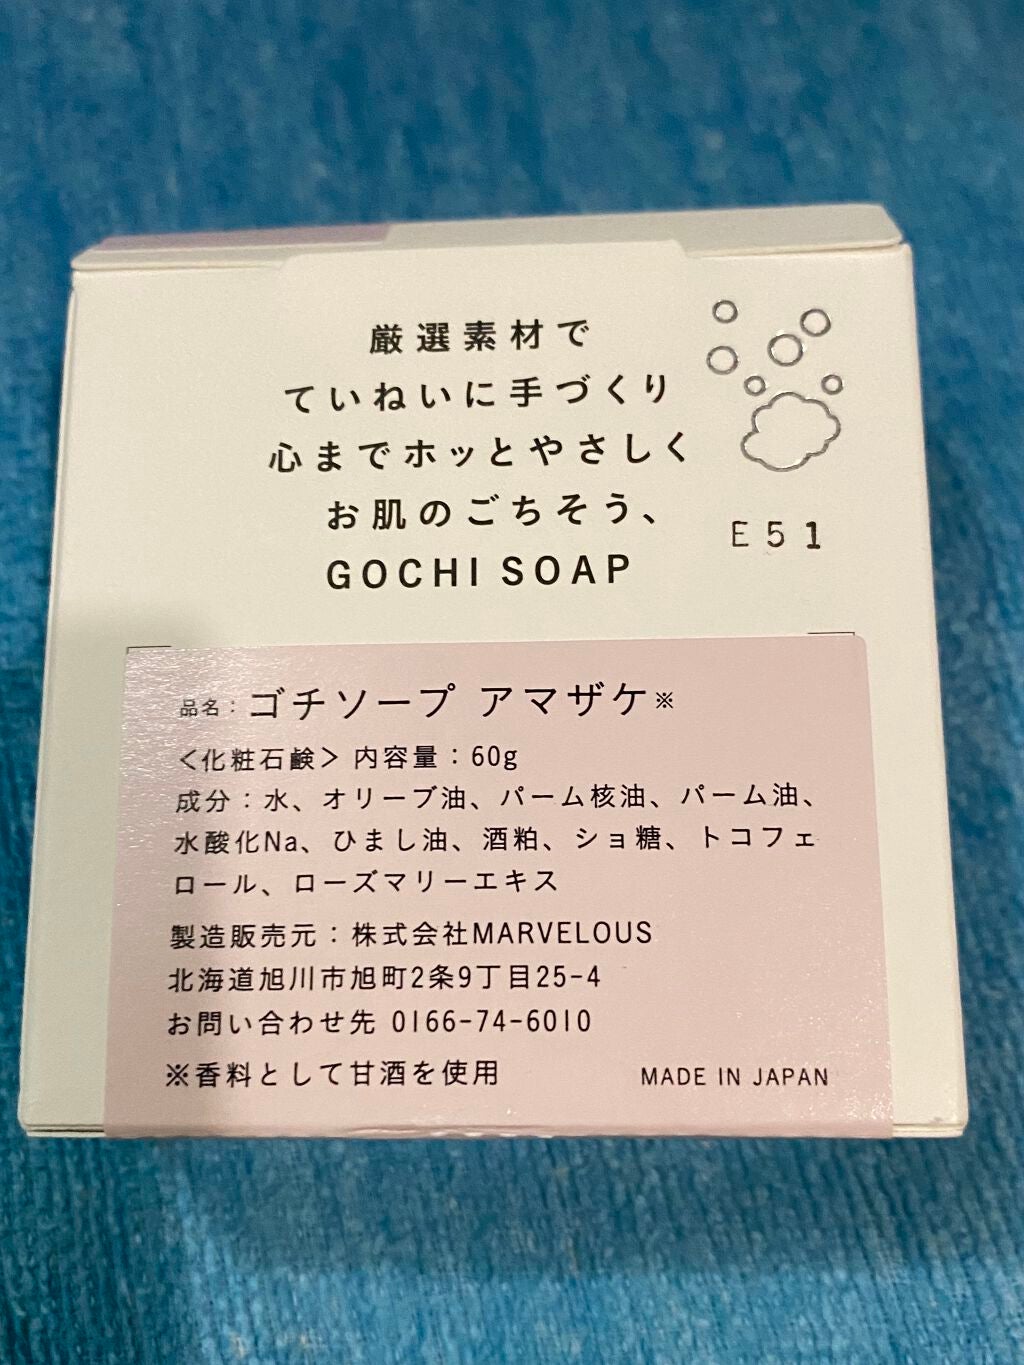 厳選素材で
ていねいに手づくり
心までホッとやさしく
お肌のごちそう、
GOCHI SOAP
E51
品名：ゴチソープ アマザケ※
＜化粧石鹸＞ 内容量：60g
成分：水、オリーブ油、パーム核油、パーム油、
水酸化Na、ひまし油、酒粕、ショ糖、トコフェ
ロール、ローズマリーエキス
製造販売元：株式会社MARVELOUS
北海道旭川市旭町2条9丁目25-4
お問い合わせ先 0166-74-6010
※香料として甘酒を使用
MADE IN JAPAN